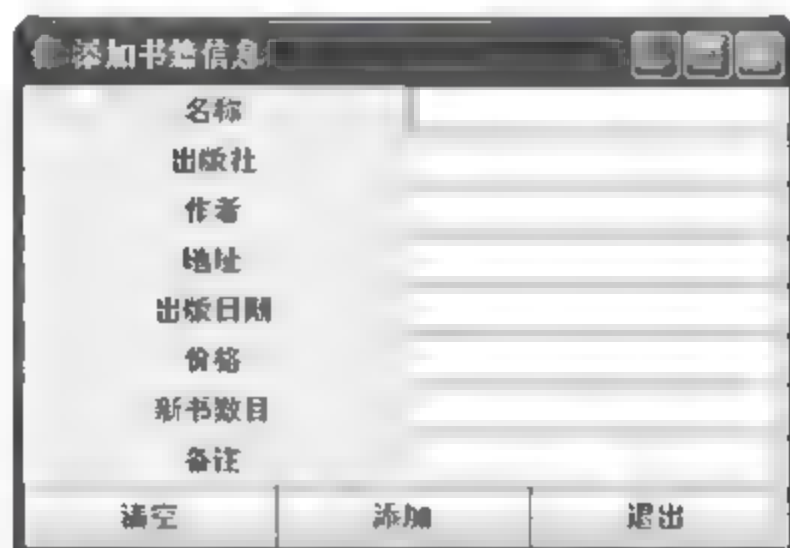 添加书籍信息
名称
出版社
作者
地址
出版日期
价格
新书数目
备注
清空 添加 退出